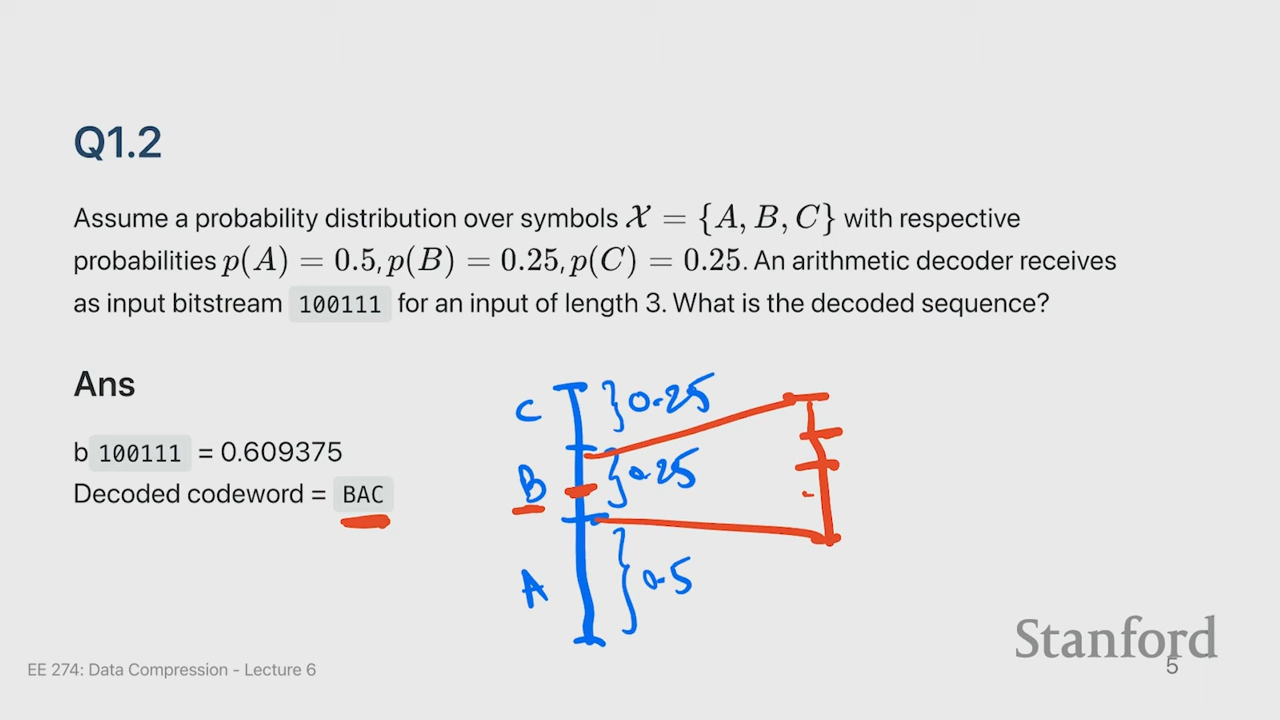 Q1.2
Assume a probability distribution over symbols 𝒳 = {A, B, C} with respective
probabilities p(A) = 0.5, p(B) = 0.25, p(C) = 0.25. An arithmetic decoder receives
as input bitstream 100111 for an input of length 3. What is the decoded sequence?
Ans
b 100111 = 0.609375
Decoded codeword = BAC
C } 0.25
B } 0.25
A } 0.5
Stanford
EE 274: Data Compression - Lecture 6
5